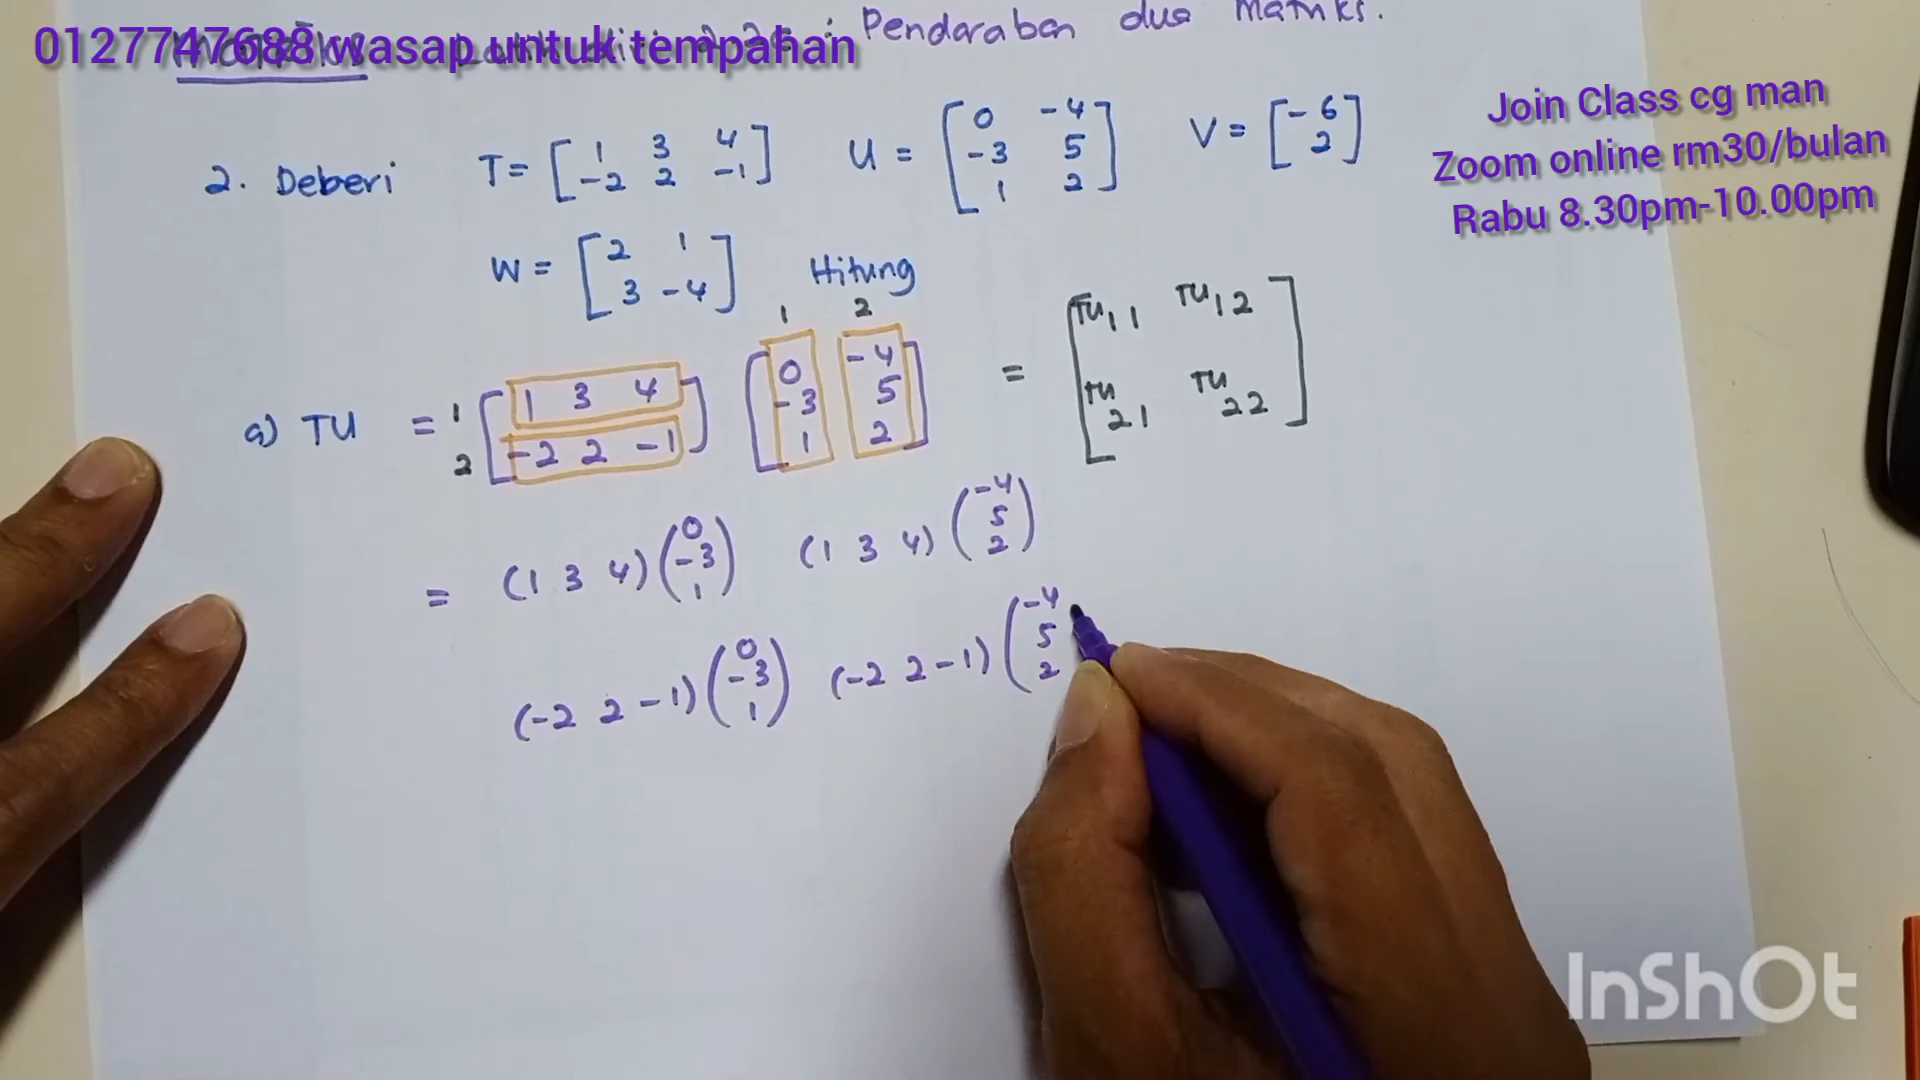 0127747688 wasap untuk tempahan
: Pendaraban dua Matriks.
Join Class cg man
Zoom online rm30/bulan
Rabu 8.30pm-10.00pm
2. Deberi T = [ 1 3 4 ] U = [ 0 -4 ] V = [ -6 ]
[ -2 2 -1 ] [ -3 5 ] [ 2 ]
[ 1 2 ]
W = [ 2 1 ] Hitung
[ 3 -4 ]
1 2
a) TU = 1 [ 1 3 4 ] [ 0 -4 ] = [ TU11 TU12 ]
2 [ -2 2 -1 ] [ -3 5 ] [ TU21 TU22 ]
[ 1 2 ]
= (1 3 4) ( 0 -3 1 ) (1 3 4) ( -4 5 2 )
(-2 2 -1) ( 0 -3 1 ) (-2 2 -1) ( -4 5 2
InShOt